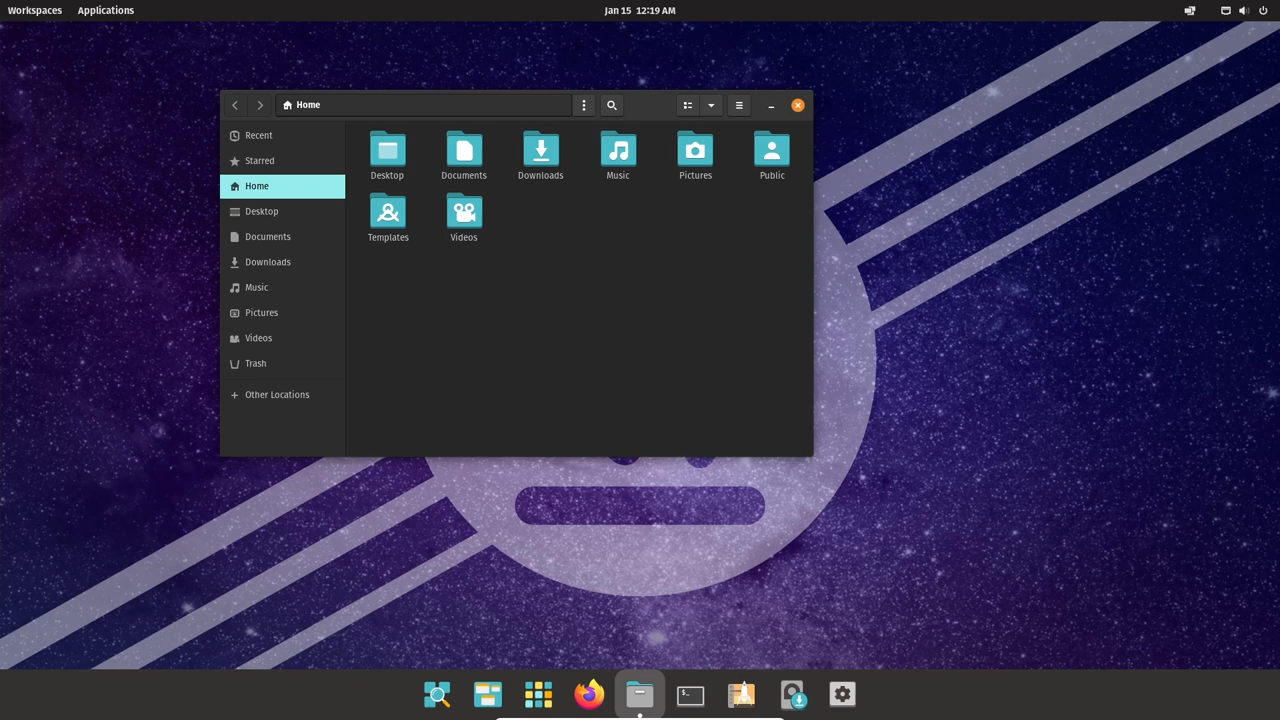 Workspaces Applications Jan 15 12:19 AM
Home
Recent
Starred
Home
Desktop
Documents
Downloads
Music
Pictures
Videos
Trash
Other Locations
Desktop Documents Downloads Music Pictures Public
Templates Videos
$_